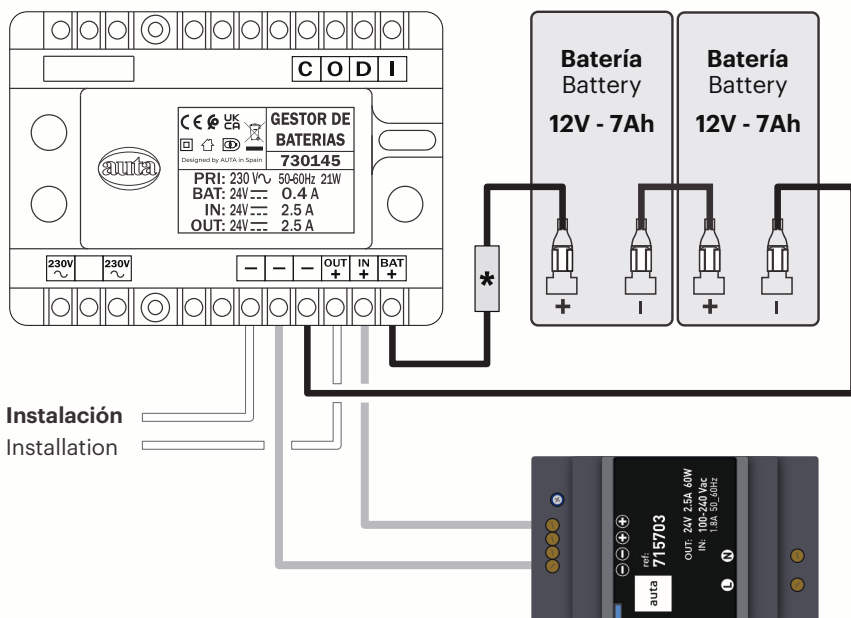 C O D I
auta
CE UK CA
Designed by AUTA in Spain
GESTOR DE
BATERIAS
730145
PRI: 230 V~ 50-60Hz 21W
BAT: 24V⎓ 0.4 A
IN: 24V⎓ 2.5 A
OUT: 24V⎓ 2.5 A
230V
~
230V
~
− − − OUT + IN + BAT +
Batería
Battery
12V - 7Ah
+ −
Batería
Battery
12V - 7Ah
+ −
*
Instalación
Installation
− − + +
auta
ref:
715703
OUT: 24V 2.5A 60W
IN: 100-240 Vac
1.8A 50_60Hz
L N